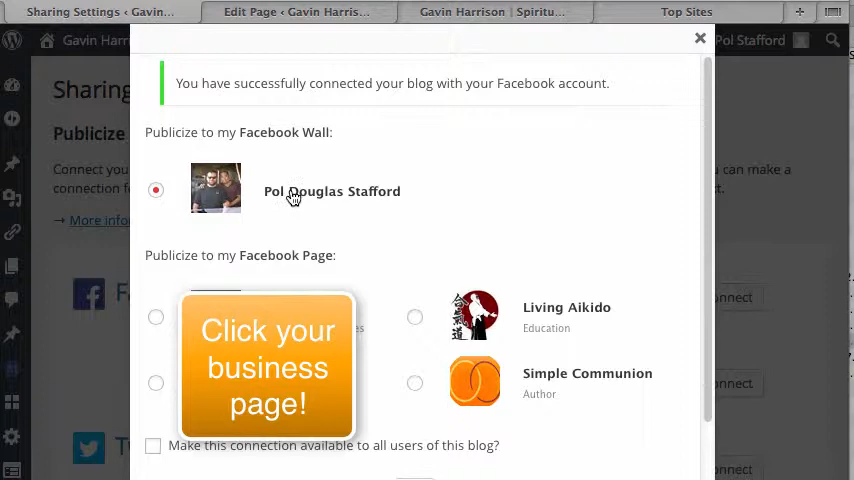 Sharing Settings ‹ Gavin...
Edit Page ‹ Gavin Harris...
Gavin Harrison | Spiritu...
Top Sites
+
Gavin Harr
Pol Stafford
Sharing
You have successfully connected your blog with your Facebook account.
Publicize
Publicize to my Facebook Wall:
Connect you
can make a
connection f
Pol Douglas Stafford
→ More info
Publicize to my Facebook Page:
Living Aikido
Education
Click your
business
page!
Simple Communion
Author
Make this connection available to all users of this blog?
nnect
nnect
nnect